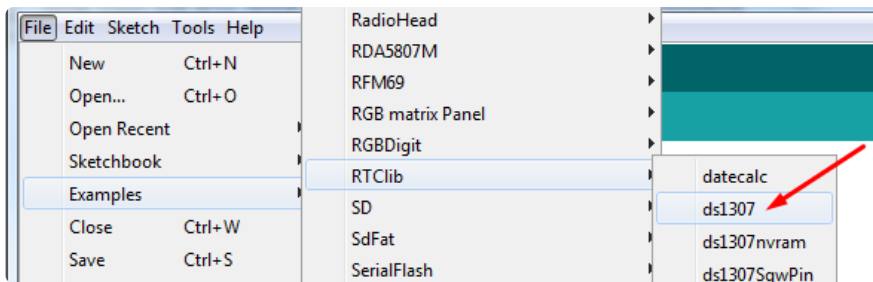 File Edit Sketch Tools Help
New Ctrl+N
Open... Ctrl+O
Open Recent
Sketchbook
Examples
Close Ctrl+W
Save Ctrl+S
RadioHead
RDA5807M
RFM69
RGB matrix Panel
RGBDigit
RTClib
SD
SdFat
SerialFlash
datecalc
ds1307
ds1307nvram
ds1307SqwPin